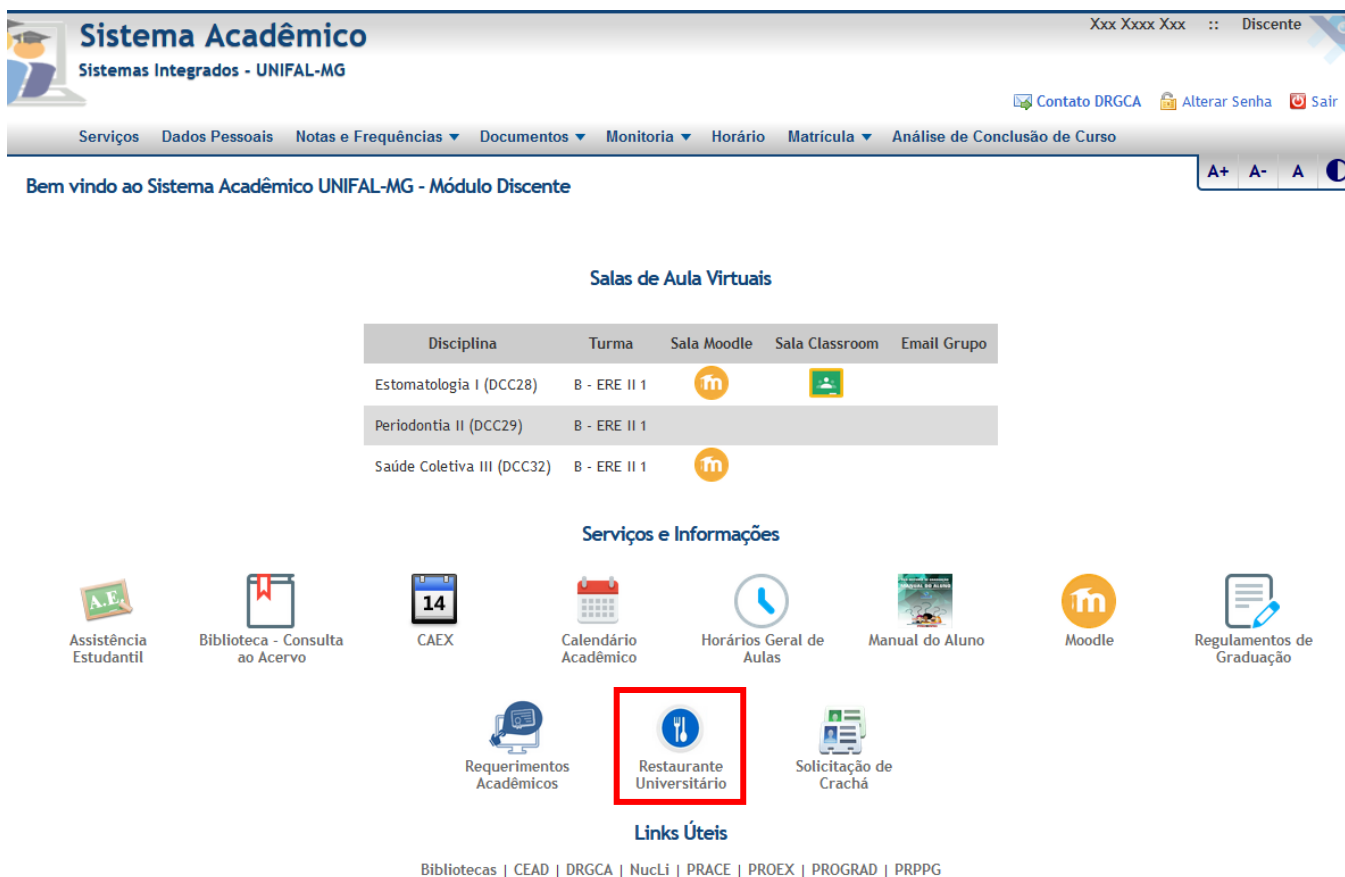 Xxx Xxxx Xxx :: Discente
Sistema Acadêmico
Sistemas Integrados - UNIFAL-MG
Contato DRGCA Alterar Senha Sair
Serviços Dados Pessoais Notas e Frequências Documentos Monitoria Horário Matrícula Análise de Conclusão de Curso
A+ A- A
Bem vindo ao Sistema Acadêmico UNIFAL-MG - Módulo Discente
Salas de Aula Virtuais
Disciplina Turma Sala Moodle Sala Classroom Email Grupo
Estomatologia I (DCC28) B - ERE II 1
Periodontia II (DCC29) B - ERE II 1
Saúde Coletiva III (DCC32) B - ERE II 1
Serviços e Informações
A.E.
14
Assistência Estudantil
Biblioteca - Consulta ao Acervo
CAEX
Calendário Acadêmico
Horários Geral de Aulas
Manual do Aluno
Moodle
Regulamentos de Graduação
Requerimentos Acadêmicos
Restaurante Universitário
Solicitação de Crachá
Links Úteis
Bibliotecas | CEAD | DRGCA | NucLi | PRACE | PROEX | PROGRAD | PRPPG